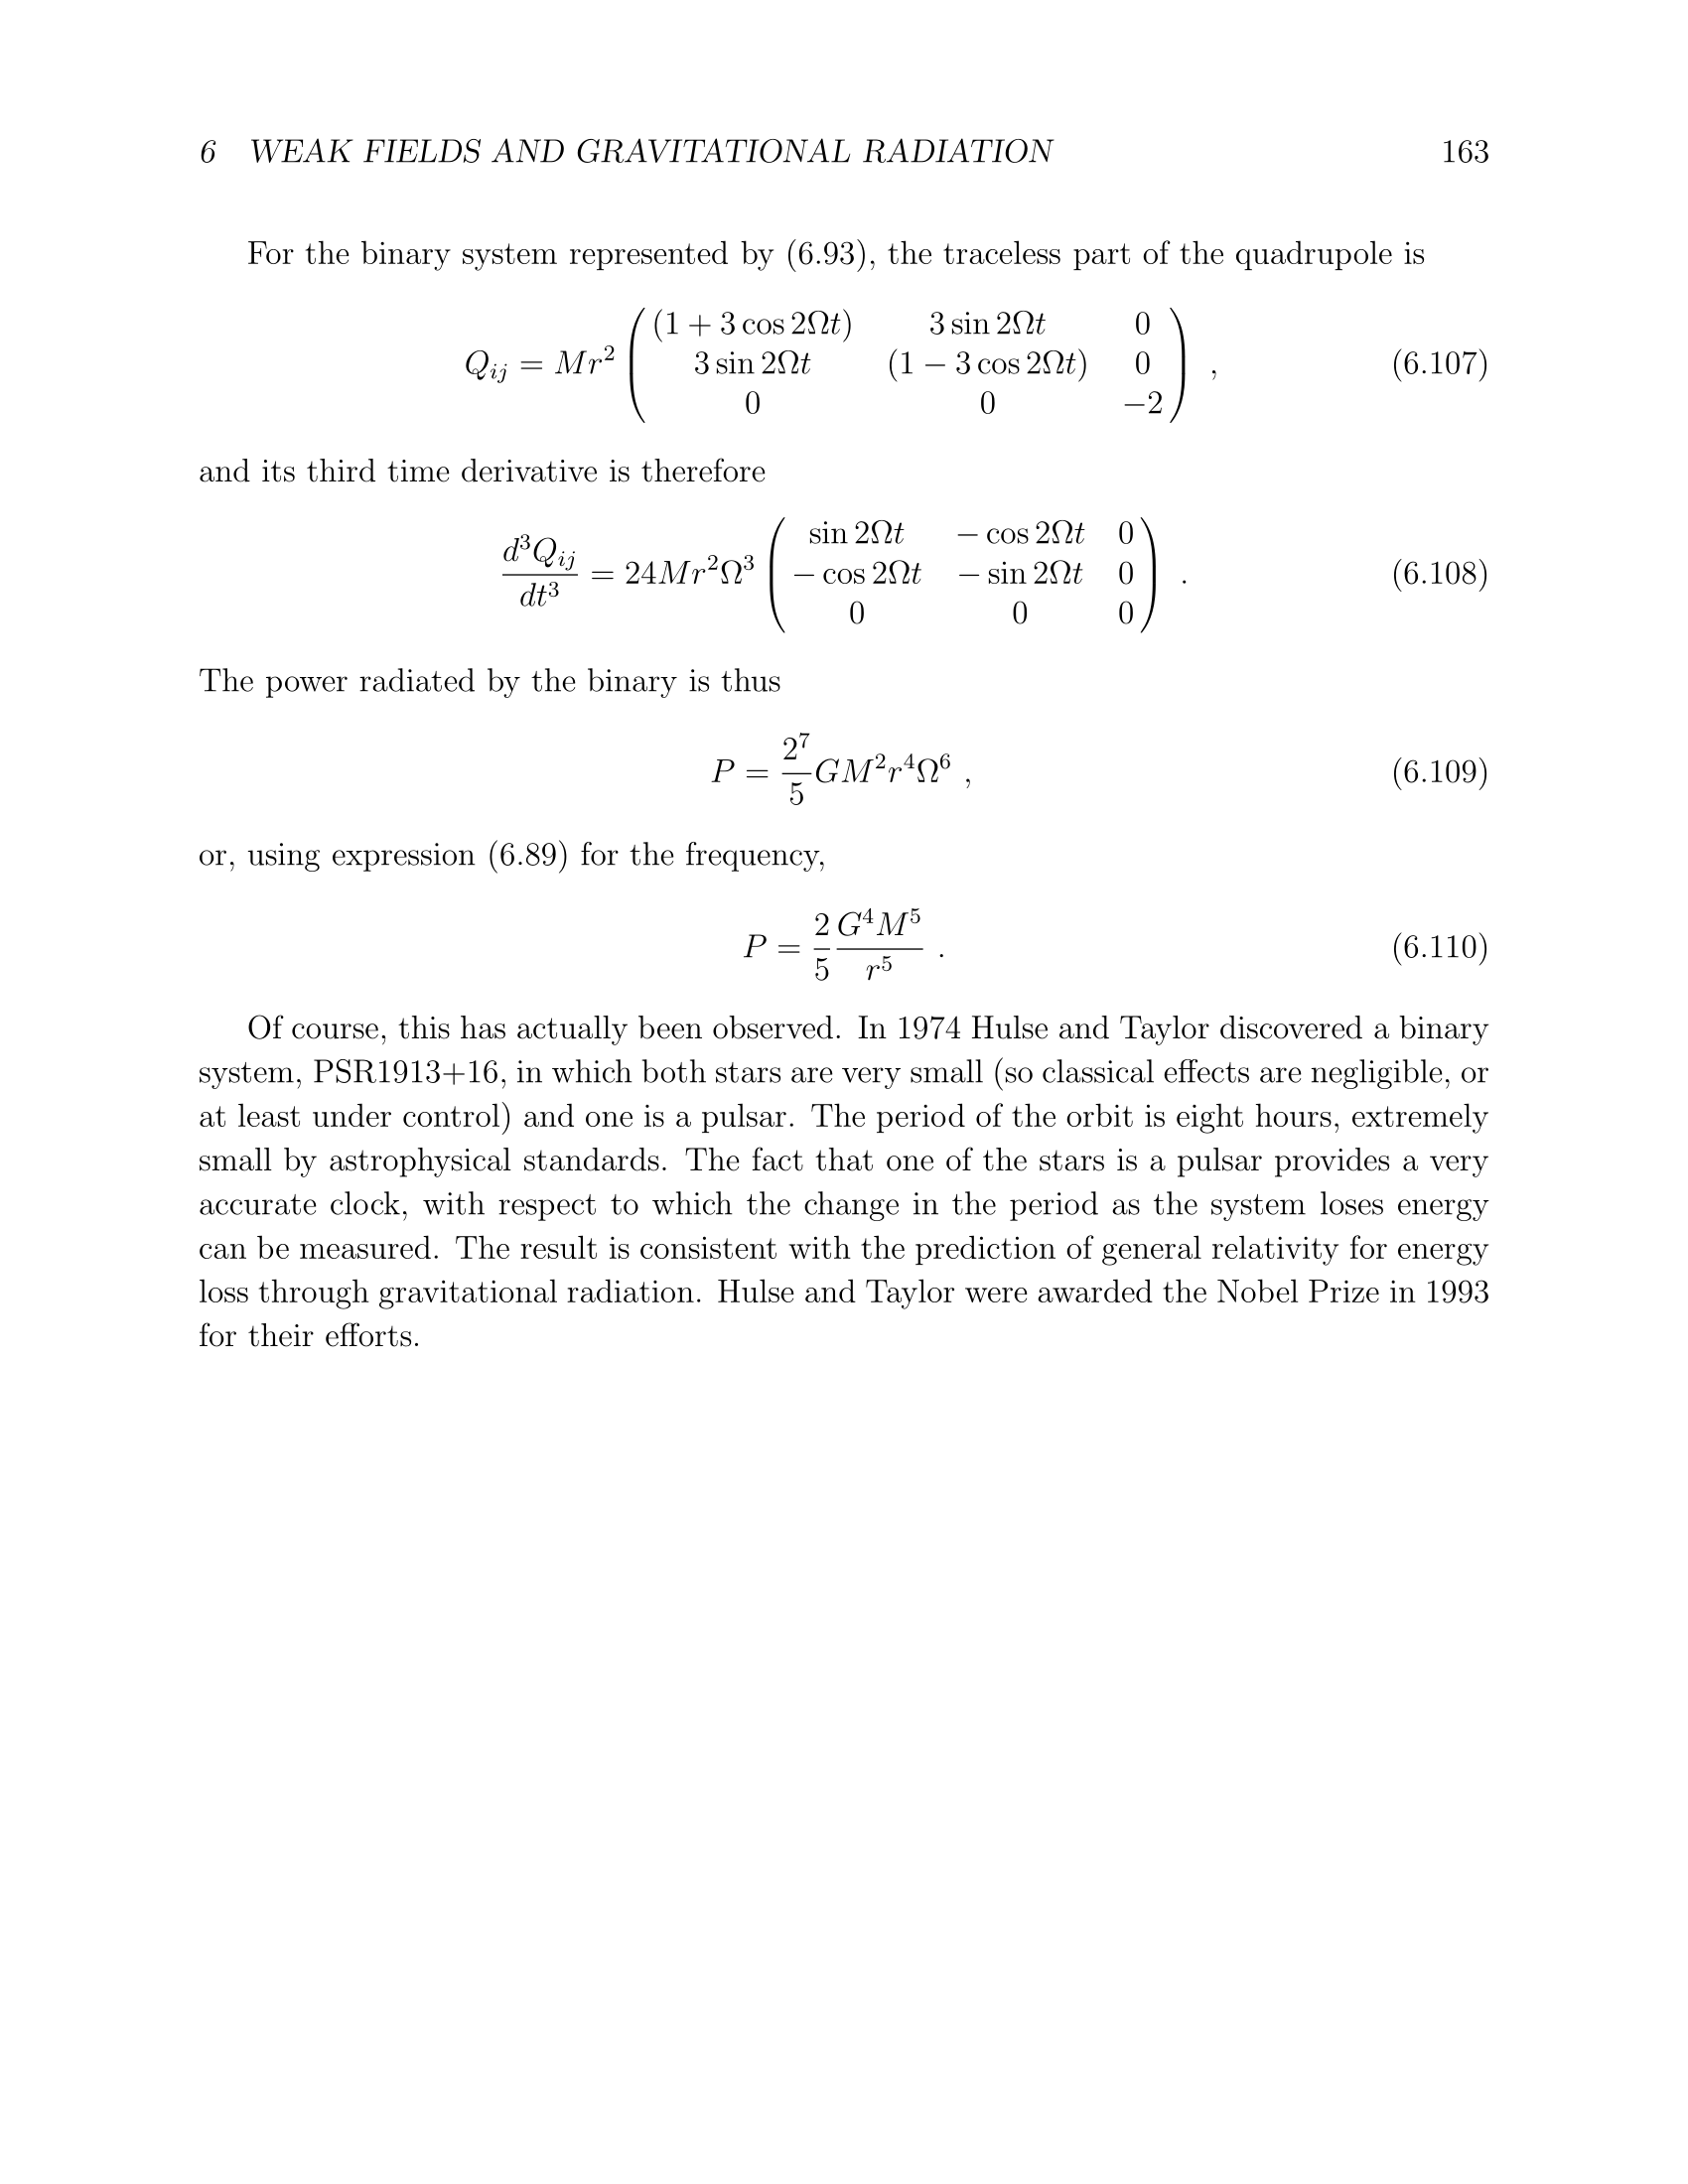 6 WEAK FIELDS AND GRAVITATIONAL RADIATION 163
For the binary system represented by (6.93), the traceless part of the quadrupole is
Q_{ij} = Mr^2 \begin{pmatrix} (1 + 3\cos 2\Omega t) & 3\sin 2\Omega t & 0 \\ 3\sin 2\Omega t & (1 - 3\cos 2\Omega t) & 0 \\ 0 & 0 & -2 \end{pmatrix} , (6.107)
and its third time derivative is therefore
\frac{d^3Q_{ij}}{dt^3} = 24Mr^2\Omega^3 \begin{pmatrix} \sin 2\Omega t & -\cos 2\Omega t & 0 \\ -\cos 2\Omega t & -\sin 2\Omega t & 0 \\ 0 & 0 & 0 \end{pmatrix} . (6.108)
The power radiated by the binary is thus
P = \frac{2^7}{5} GM^2r^4\Omega^6 , (6.109)
or, using expression (6.89) for the frequency,
P = \frac{2}{5} \frac{G^4M^5}{r^5} . (6.110)
Of course, this has actually been observed. In 1974 Hulse and Taylor discovered a binary
system, PSR1913+16, in which both stars are very small (so classical effects are negligible, or
at least under control) and one is a pulsar. The period of the orbit is eight hours, extremely
small by astrophysical standards. The fact that one of the stars is a pulsar provides a very
accurate clock, with respect to which the change in the period as the system loses energy
can be measured. The result is consistent with the prediction of general relativity for energy
loss through gravitational radiation. Hulse and Taylor were awarded the Nobel Prize in 1993
for their efforts.